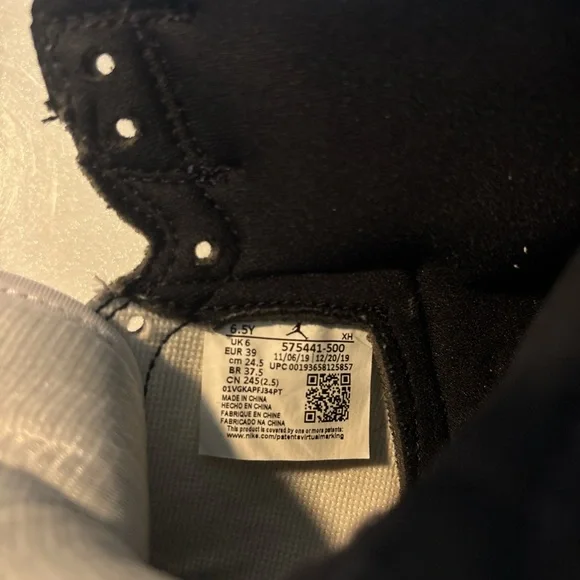 6.5Y XH
UK 6 575441-500
EUR 39 11/06/19 12/20/19
cm 24.5 UPC 00193658125857
BR 37.5
CN 245(2.5)
01VGKAPFJ34PT
MADE IN CHINA
HECHO EN CHINA
FABRIQUE EN CHINE
FABRICADO NA CHINA
This product is covered by one or more patents:
www.nike.com/patentsvirtualmarking